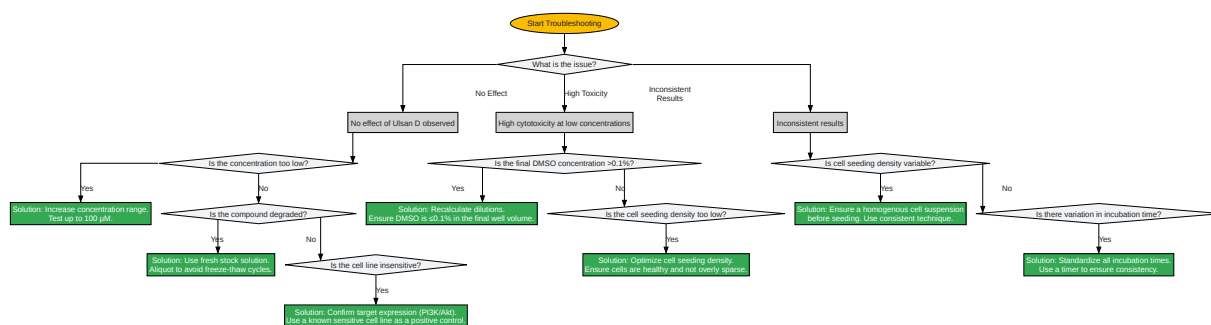 Start Troubleshooting
What is the issue?
No Effect
High Toxicity
Inconsistent
Results
No effect of Ulsan D observed
High cytotoxicity at low concentrations
Inconsistent results
Is the concentration too low?
Is the final DMSO concentration >0.1%?
Is cell seeding density variable?
Yes
No
Yes
No
Yes
No
Solution: Increase concentration range.
Test up to 100 µM.
Is the compound degraded?
Solution: Recalculate dilutions.
Ensure DMSO is ≤0.1% in the final well volume.
Is the cell seeding density too low?
Solution: Ensure a homogenous cell suspension
before seeding. Use consistent technique.
Is there variation in incubation time?
Yes
No
Yes
Yes
Solution: Use fresh stock solution.
Aliquot to avoid freeze-thaw cycles.
Is the cell line insensitive?
Solution: Optimize cell seeding density.
Ensure cells are healthy and not overly sparse.
Solution: Standardize all incubation times.
Use a timer to ensure consistency.
Yes
Solution: Confirm target expression (PI3K/Akt).
Use a known sensitive cell line as a positive control.